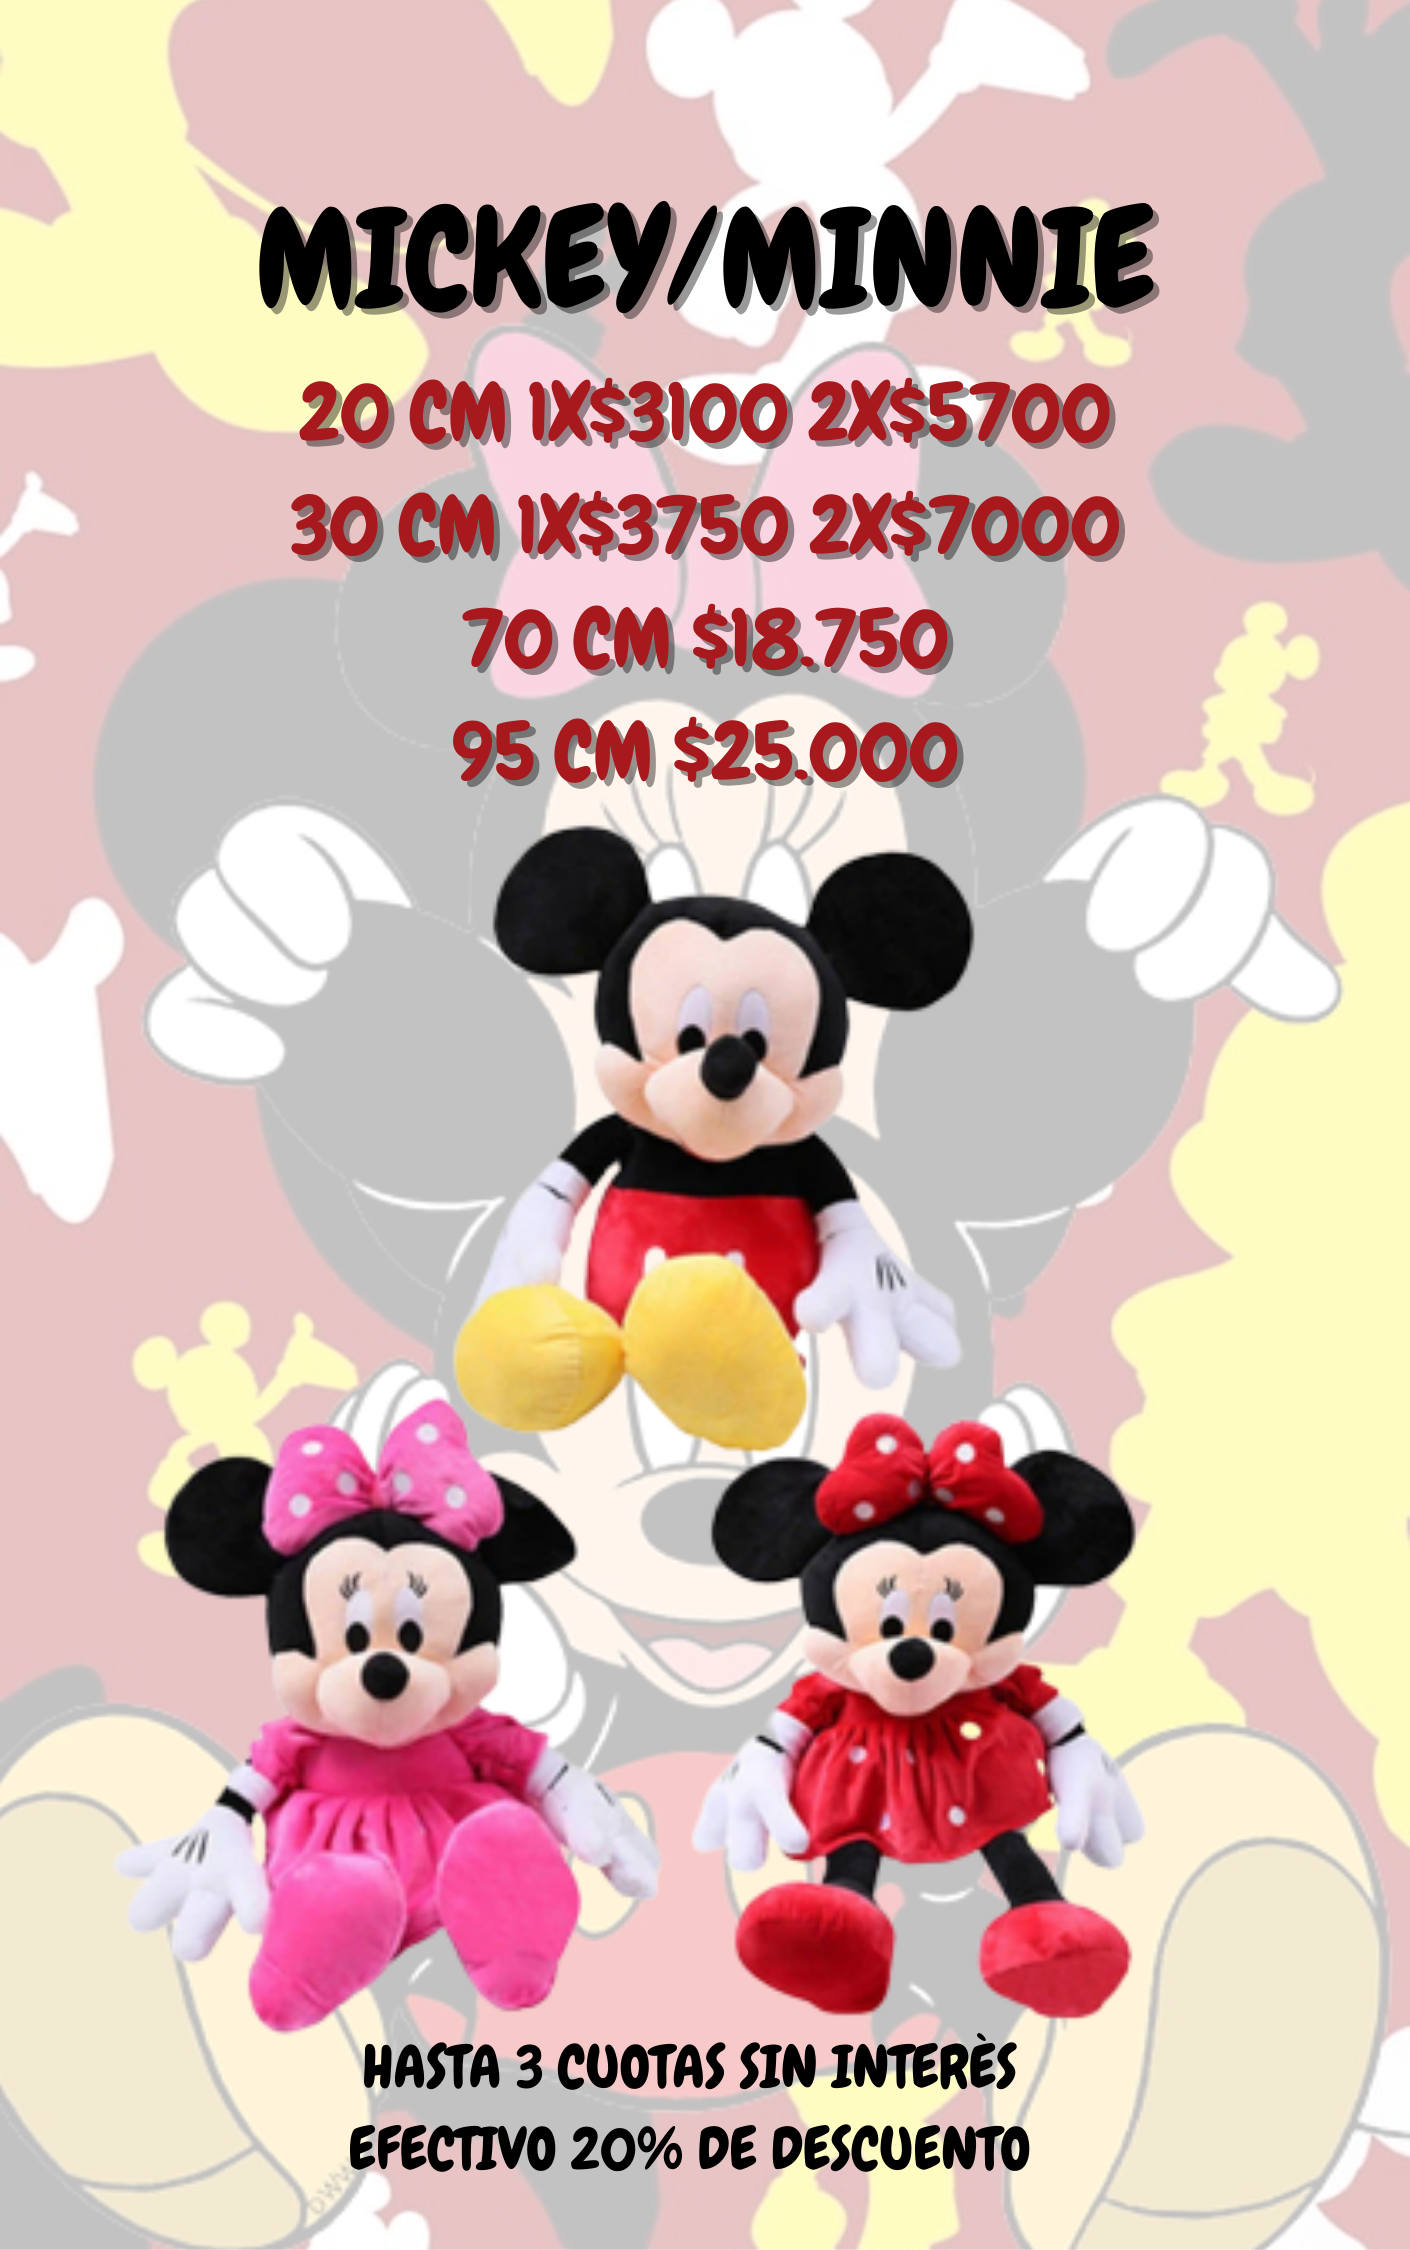 MICKEY/MINNIE
20 CM 1X$3100 2X$5700
30 CM 1X$3750 2X$7000
70 CM $18.750
95 CM $25.000
HASTA 3 CUOTAS SIN INTERÈS
EFECTIVO 20% DE DESCUENTO